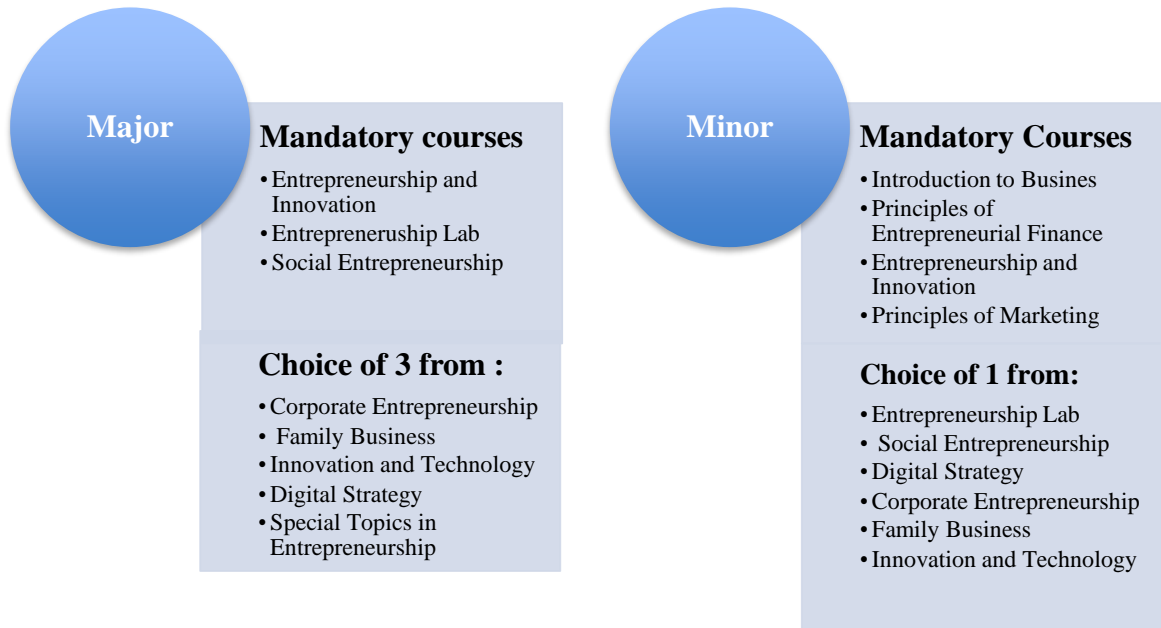 Major
Mandatory courses
• Entrepreneurship and
Innovation
• Entrepreneruship Lab
• Social Entrepreneurship
Choice of 3 from :
• Corporate Entrepreneurship
• Family Business
• Innovation and Technology
• Digital Strategy
• Special Topics in
Entrepreneurship
Minor
Mandatory Courses
• Introduction to Busines
• Principles of
Entrepreneurial Finance
• Entrepreneurship and
Innovation
• Principles of Marketing
Choice of 1 from:
• Entrepreneurship Lab
• Social Entrepreneurship
• Digital Strategy
• Corporate Entrepreneurship
• Family Business
• Innovation and Technology